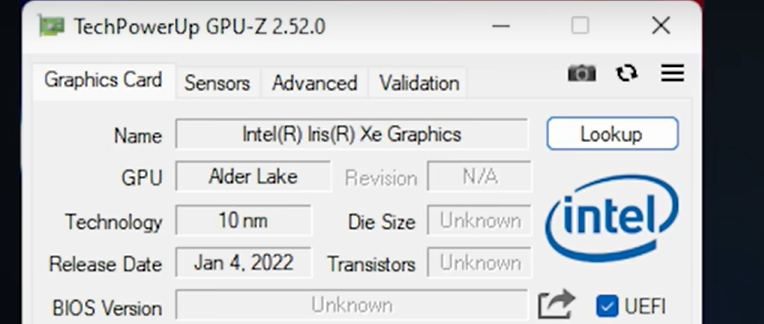 TechPowerUp GPU-Z 2.52.0
Graphics Card Sensors Advanced Validation
Name Intel(R) Iris(R) Xe Graphics Lookup
GPU Alder Lake Revision N/A
intel
Technology 10 nm Die Size Unknown
Release Date Jan 4, 2022 Transistors Unknown
BIOS Version Unknown UEFI